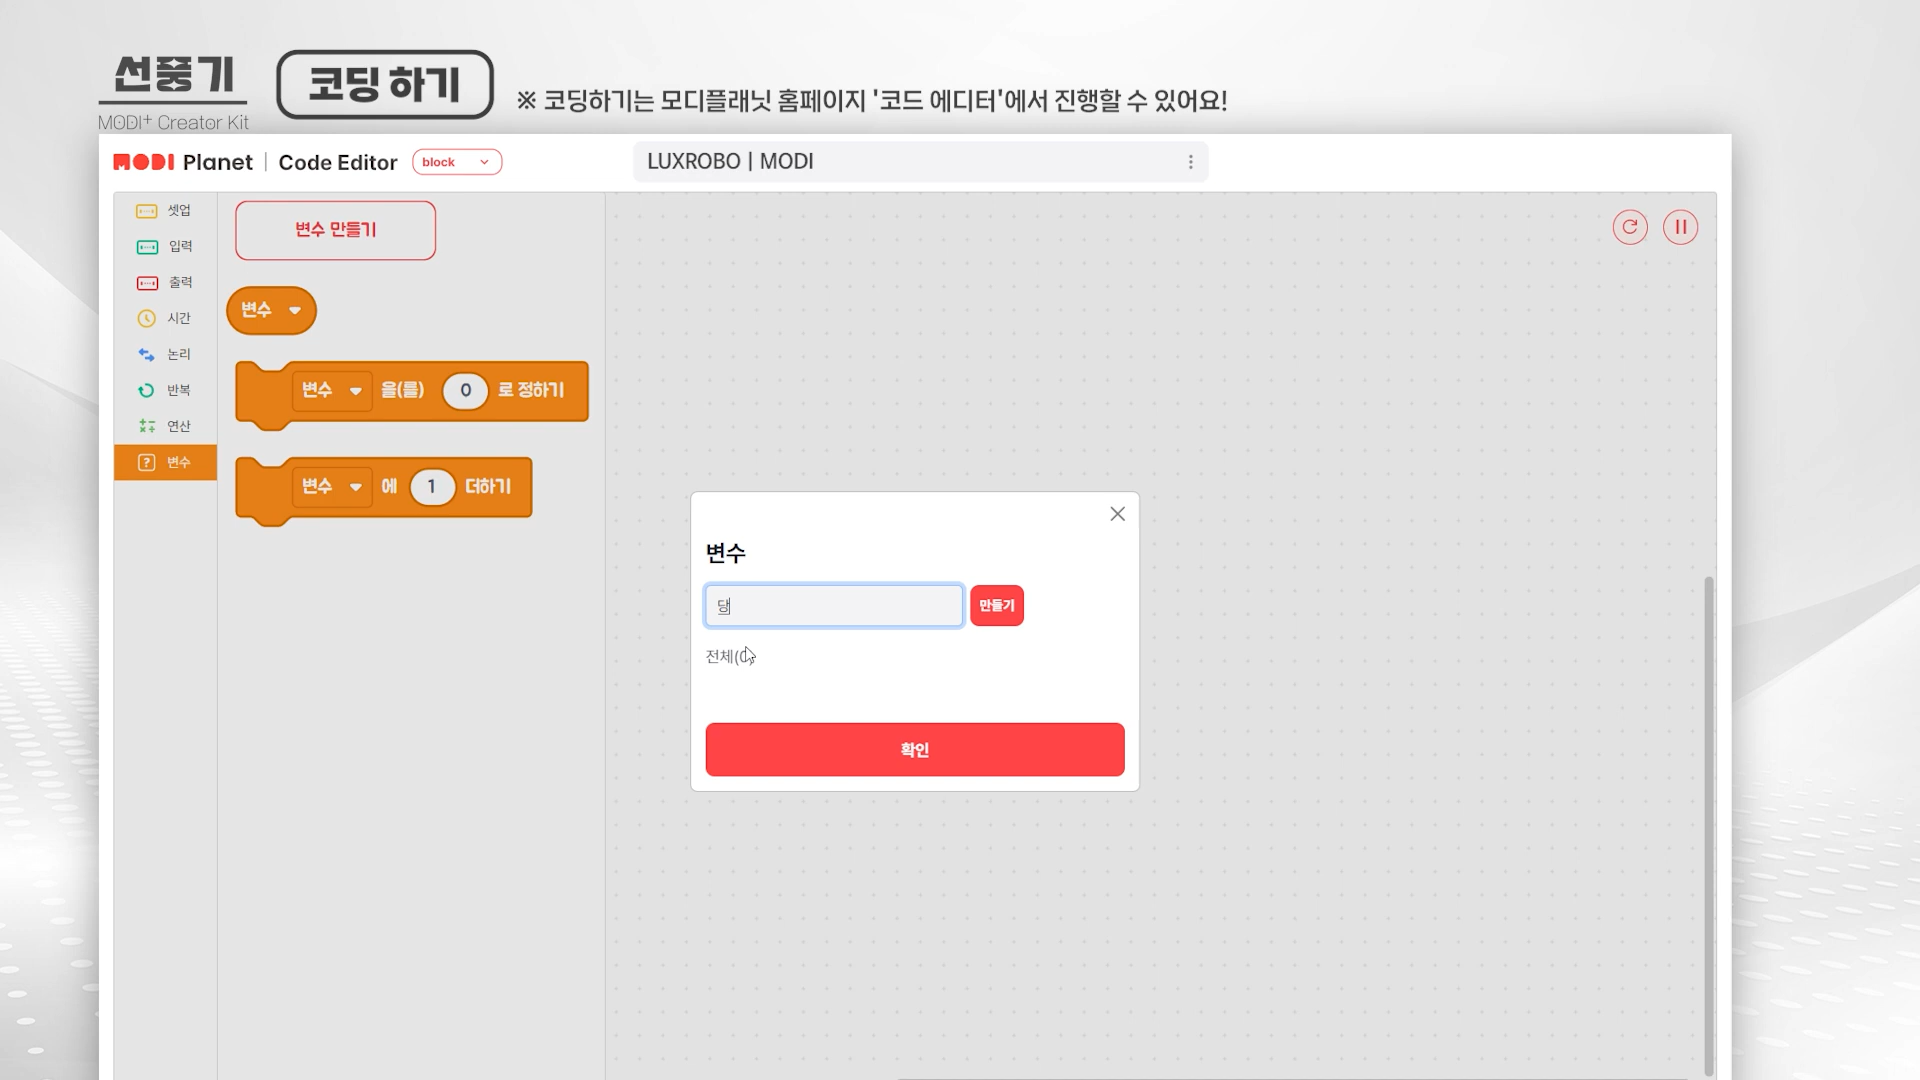 선풍기
MODI+ Creator Kit
코딩 하기
※ 코딩하기는 모디플래닛 홈페이지 '코드 에디터'에서 진행할 수 있어요!
MODI Planet | Code Editor
block
LUXROBO | MODI
셋업
입력
출력
시간
논리
반복
연산
변수
변수 만들기
변수
변수 을(를) 0 로 정하기
변수 에 1 더하기
변수
만들기
전체(
확인